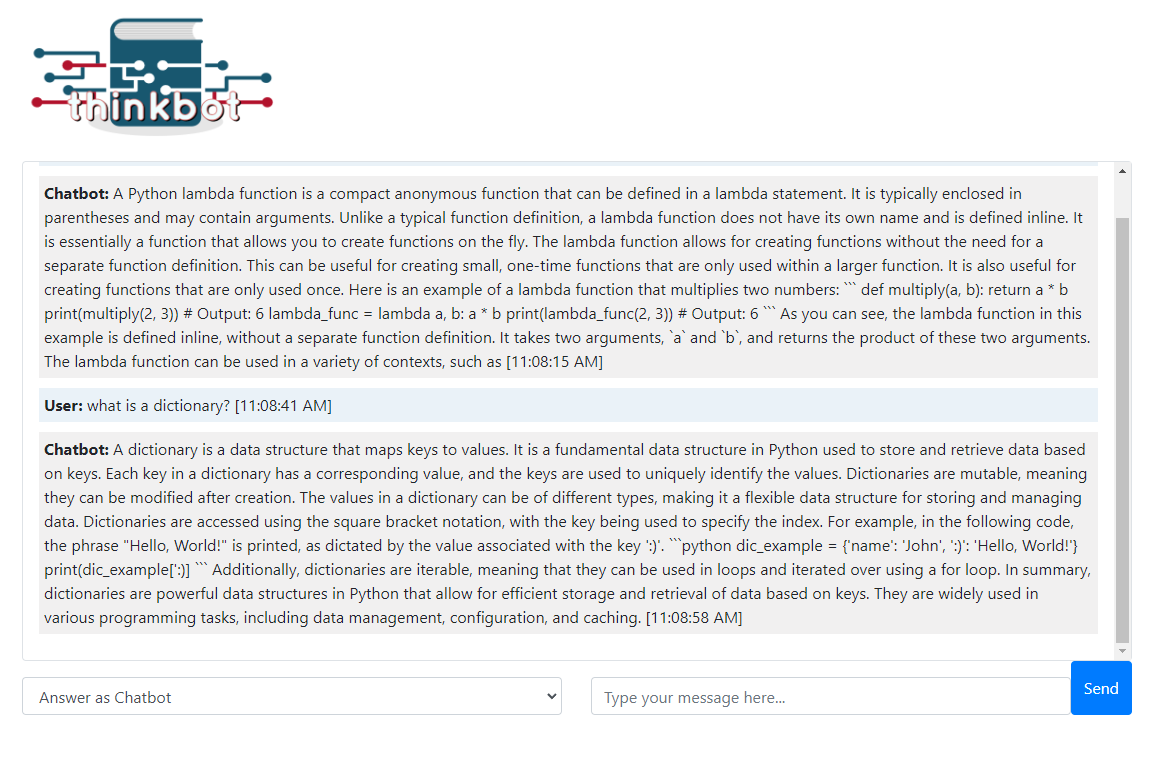 thinkbot
Chatbot: A Python lambda function is a compact anonymous function that can be defined in a lambda statement. It is typically enclosed in
parentheses and may contain arguments. Unlike a typical function definition, a lambda function does not have its own name and is defined inline. It
is essentially a function that allows you to create functions on the fly. The lambda function allows for creating functions without the need for a
separate function definition. This can be useful for creating small, one-time functions that are only used within a larger function. It is also useful for
creating functions that are only used once. Here is an example of a lambda function that multiplies two numbers: ``` def multiply(a, b): return a * b
print(multiply(2, 3)) # Output: 6 lambda_func = lambda a, b: a * b print(lambda_func(2, 3)) # Output: 6 ``` As you can see, the lambda function in this
example is defined inline, without a separate function definition. It takes two arguments, `a` and `b`, and returns the product of these two arguments.
The lambda function can be used in a variety of contexts, such as [11:08:15 AM]
User: what is a dictionary? [11:08:41 AM]
Chatbot: A dictionary is a data structure that maps keys to values. It is a fundamental data structure in Python used to store and retrieve data based
on keys. Each key in a dictionary has a corresponding value, and the keys are used to uniquely identify the values. Dictionaries are mutable, meaning
they can be modified after creation. The values in a dictionary can be of different types, making it a flexible data structure for storing and managing
data. Dictionaries are accessed using the square bracket notation, with the key being used to specify the index. For example, in the following code,
the phrase "Hello, World!" is printed, as dictated by the value associated with the key ':)'. ```python dic_example = {'name': 'John', ':)': 'Hello, World!'}
print(dic_example[':)] ``` Additionally, dictionaries are iterable, meaning that they can be used in loops and iterated over using a for loop. In summary,
dictionaries are powerful data structures in Python that allow for efficient storage and retrieval of data based on keys. They are widely used in
various programming tasks, including data management, configuration, and caching. [11:08:58 AM]
Answer as Chatbot
Type your message here...
Send